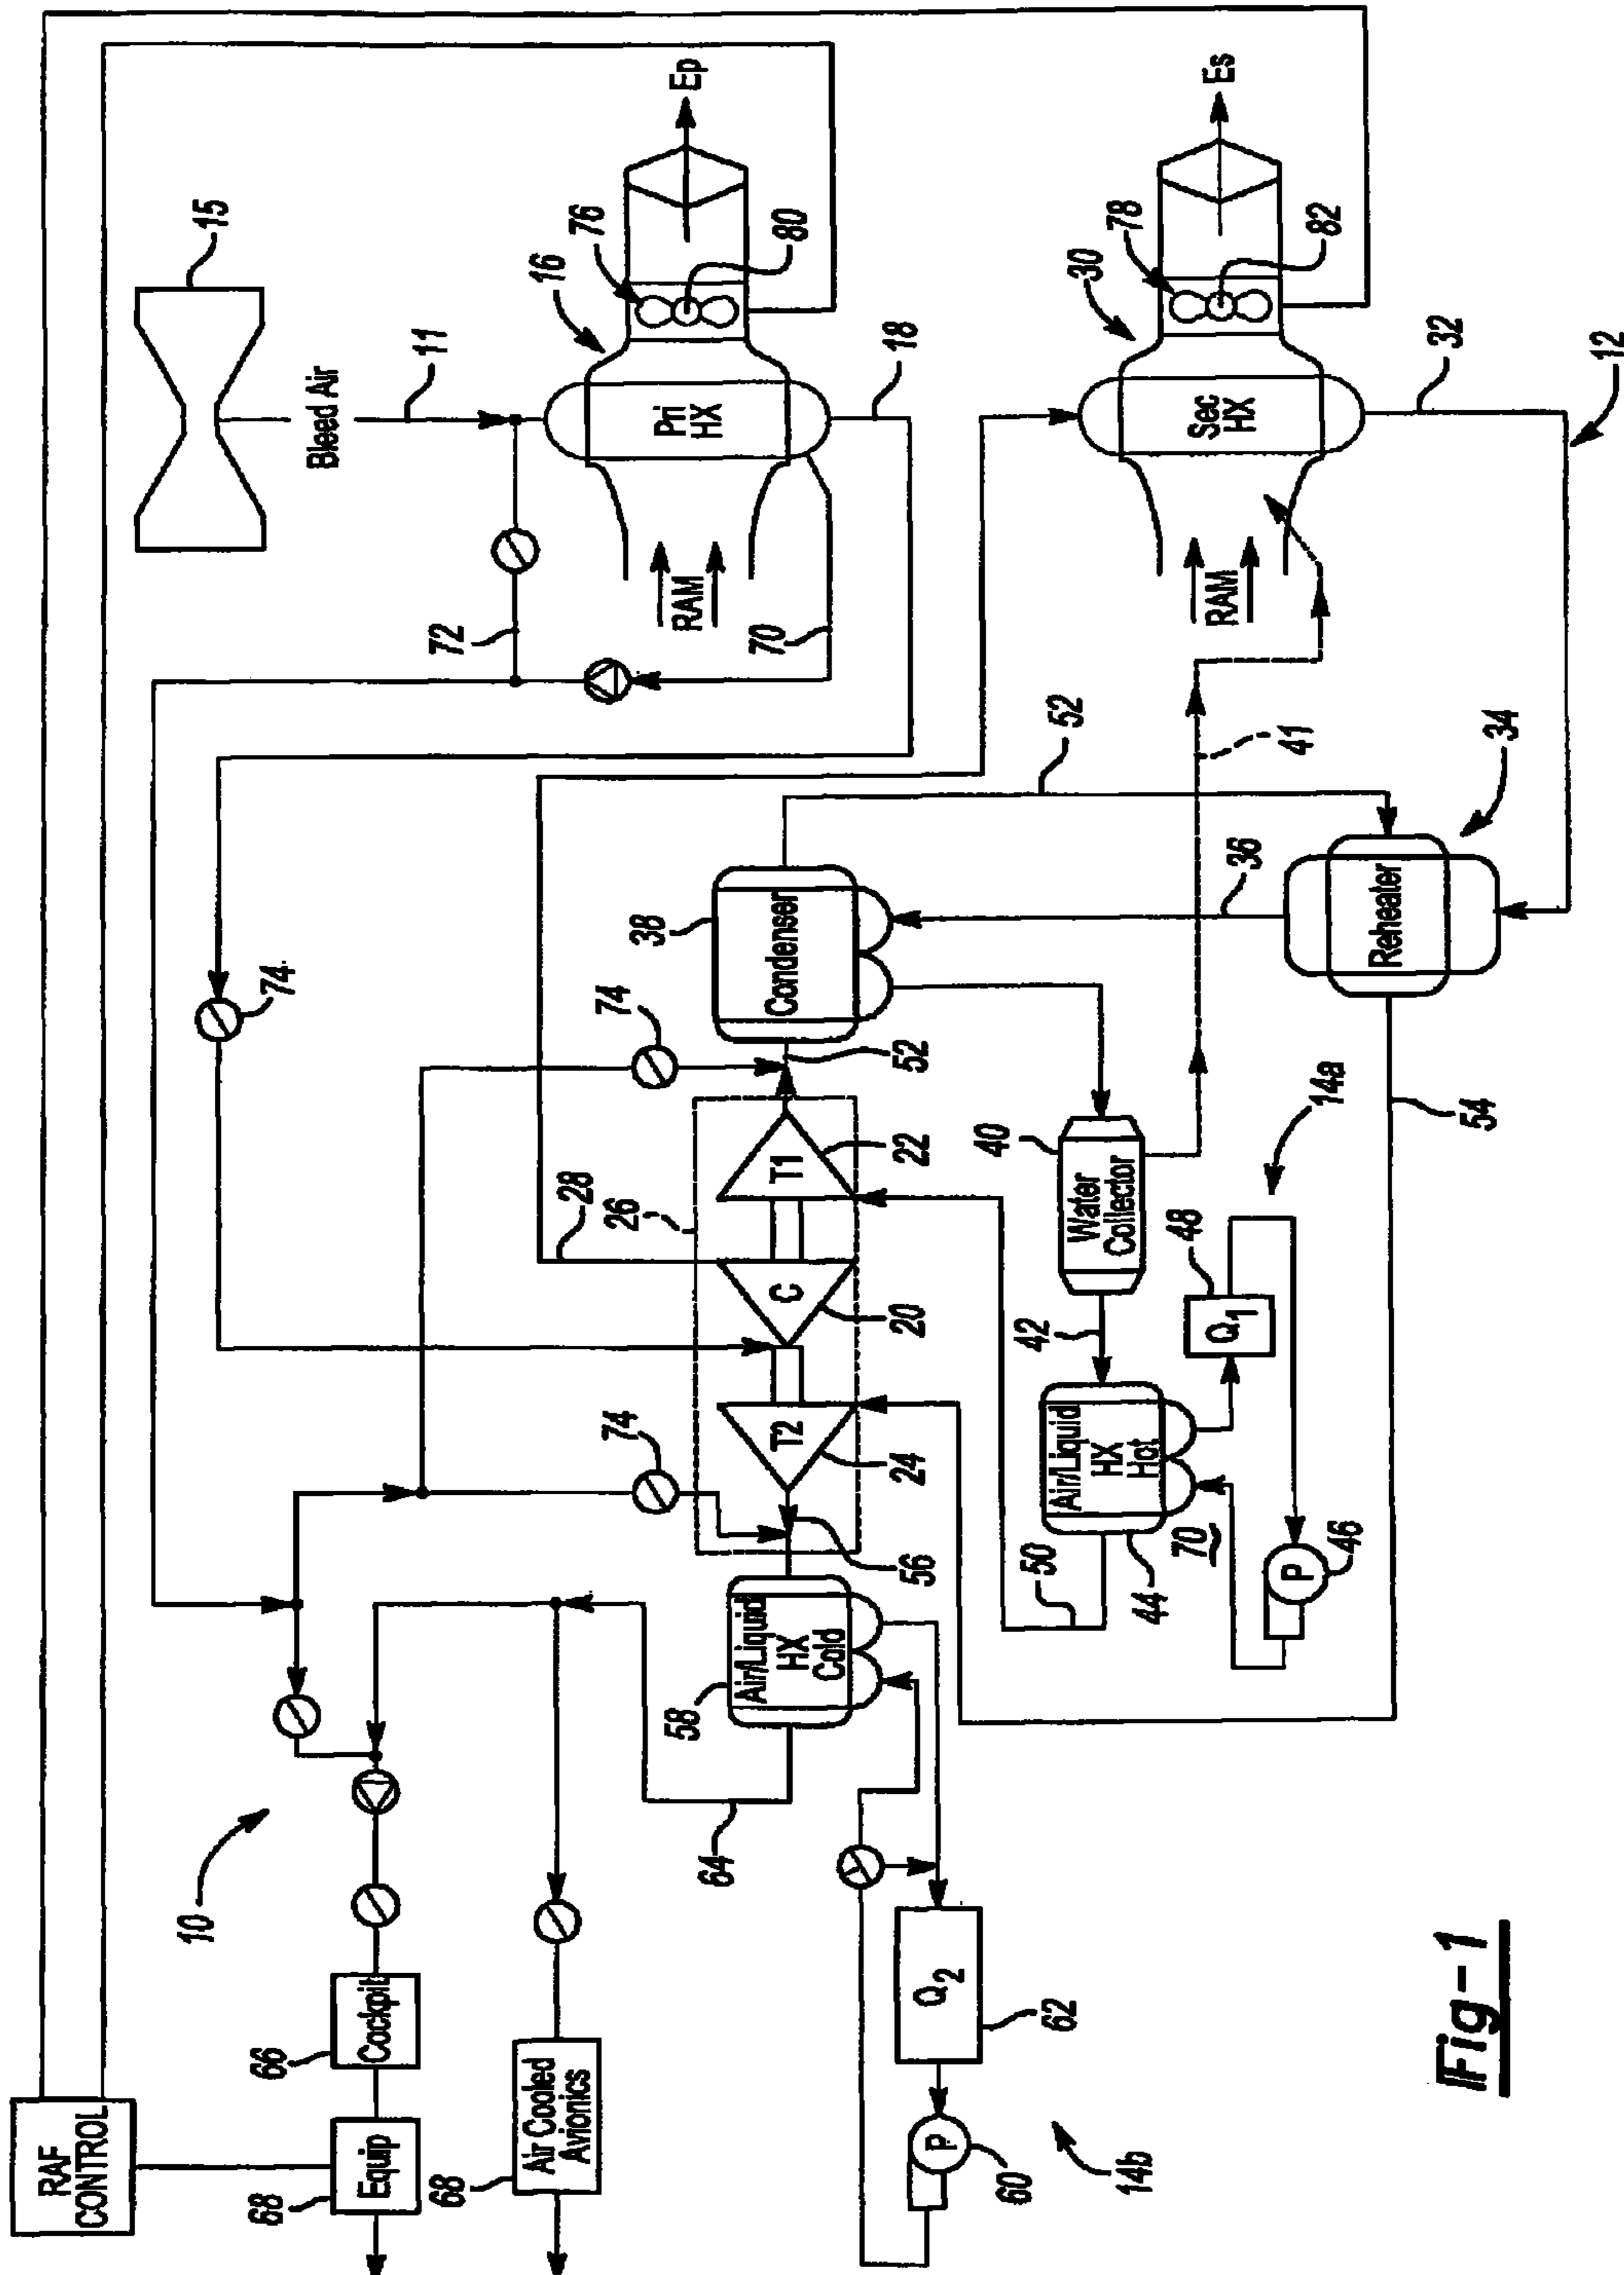 RAF
CONTROL
68
Equip
66
Cockpit
10
68
Air Cooled
Avionics
64
58
Air/Liquid
HX
Cold
56
14b
60
P
62
Q2
74
74
74
72
15
Bleed Air
11
16
Pri
HX
RAM
70
18
76
80
Ep
26
28
T2
24
C
20
T1
22
52
38
Condenser
52
36
34
Reheater
54
50
44
Air/Liquid
HX
Hot
70
46
P
42
40
Water
Collector
48
Q1
14a
41
30
Sec
HX
RAM
78
82
Es
32
12
Fig-1